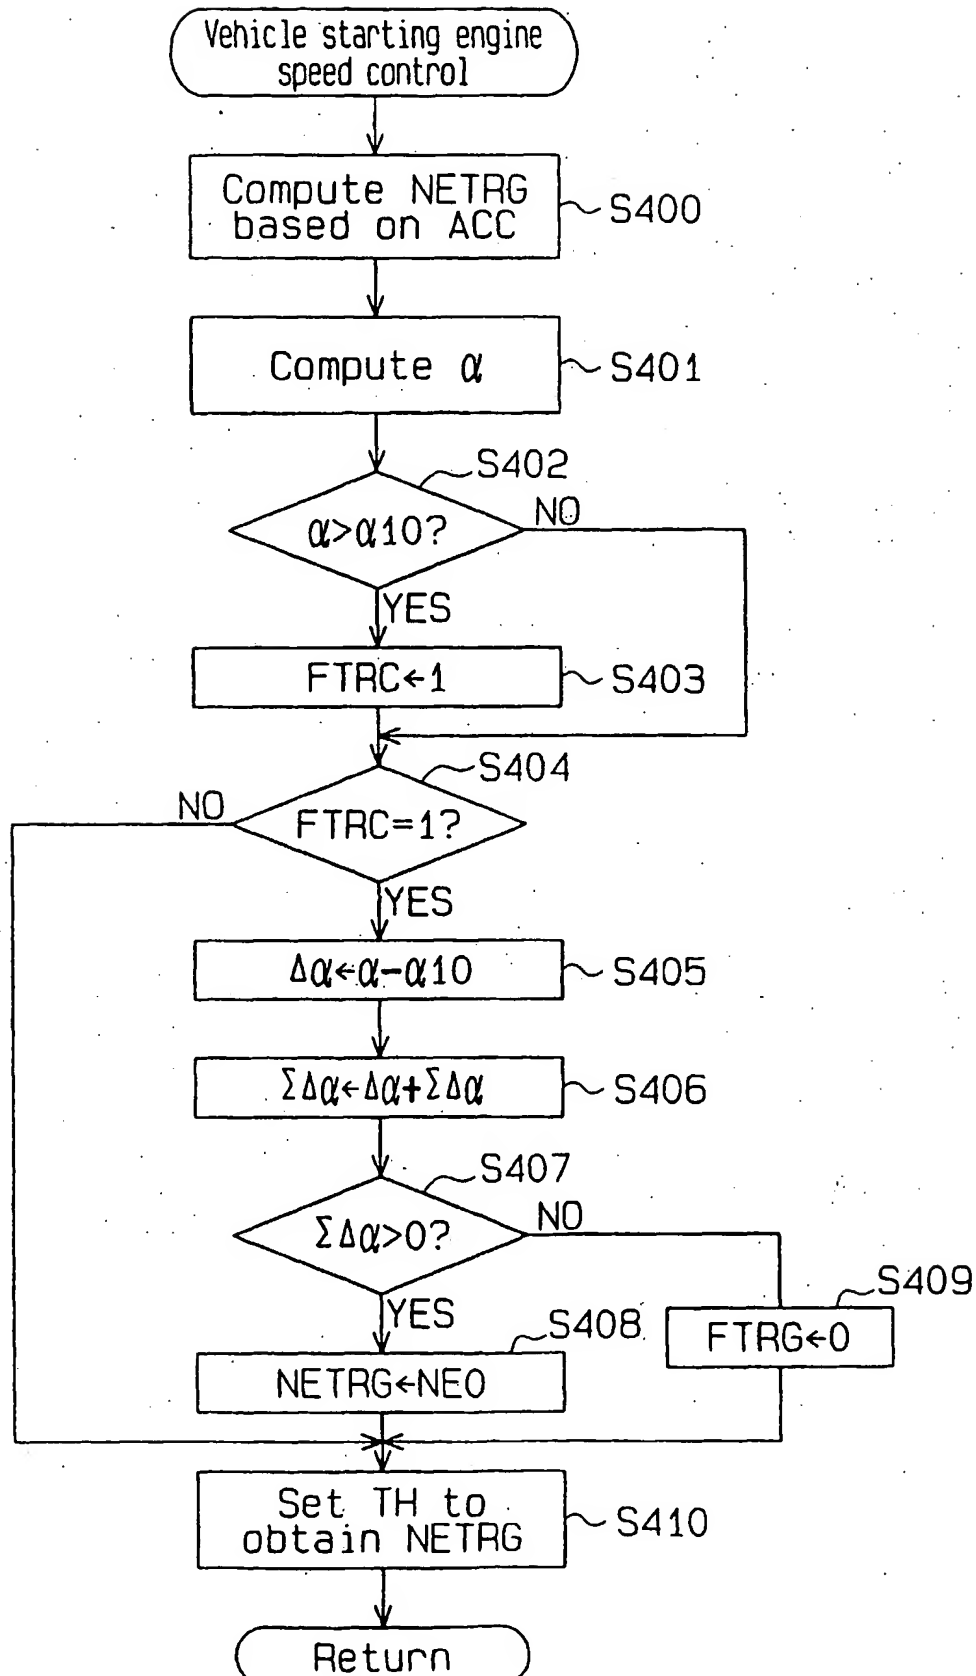 Vehicle starting engine
speed control
Compute NETRG
based on ACC
S400
Compute α
S401
S402
α>α10?
NO
YES
FTRC←1
S403
S404
NO
FTRC=1?
YES
Δα←α-α10
S405
ΣΔα←Δα+ΣΔα
S406
S407
ΣΔα>0?
NO
YES
S409
S408
FTRG←0
NETRG←NE0
Set TH to
obtain NETRG
S410
Return